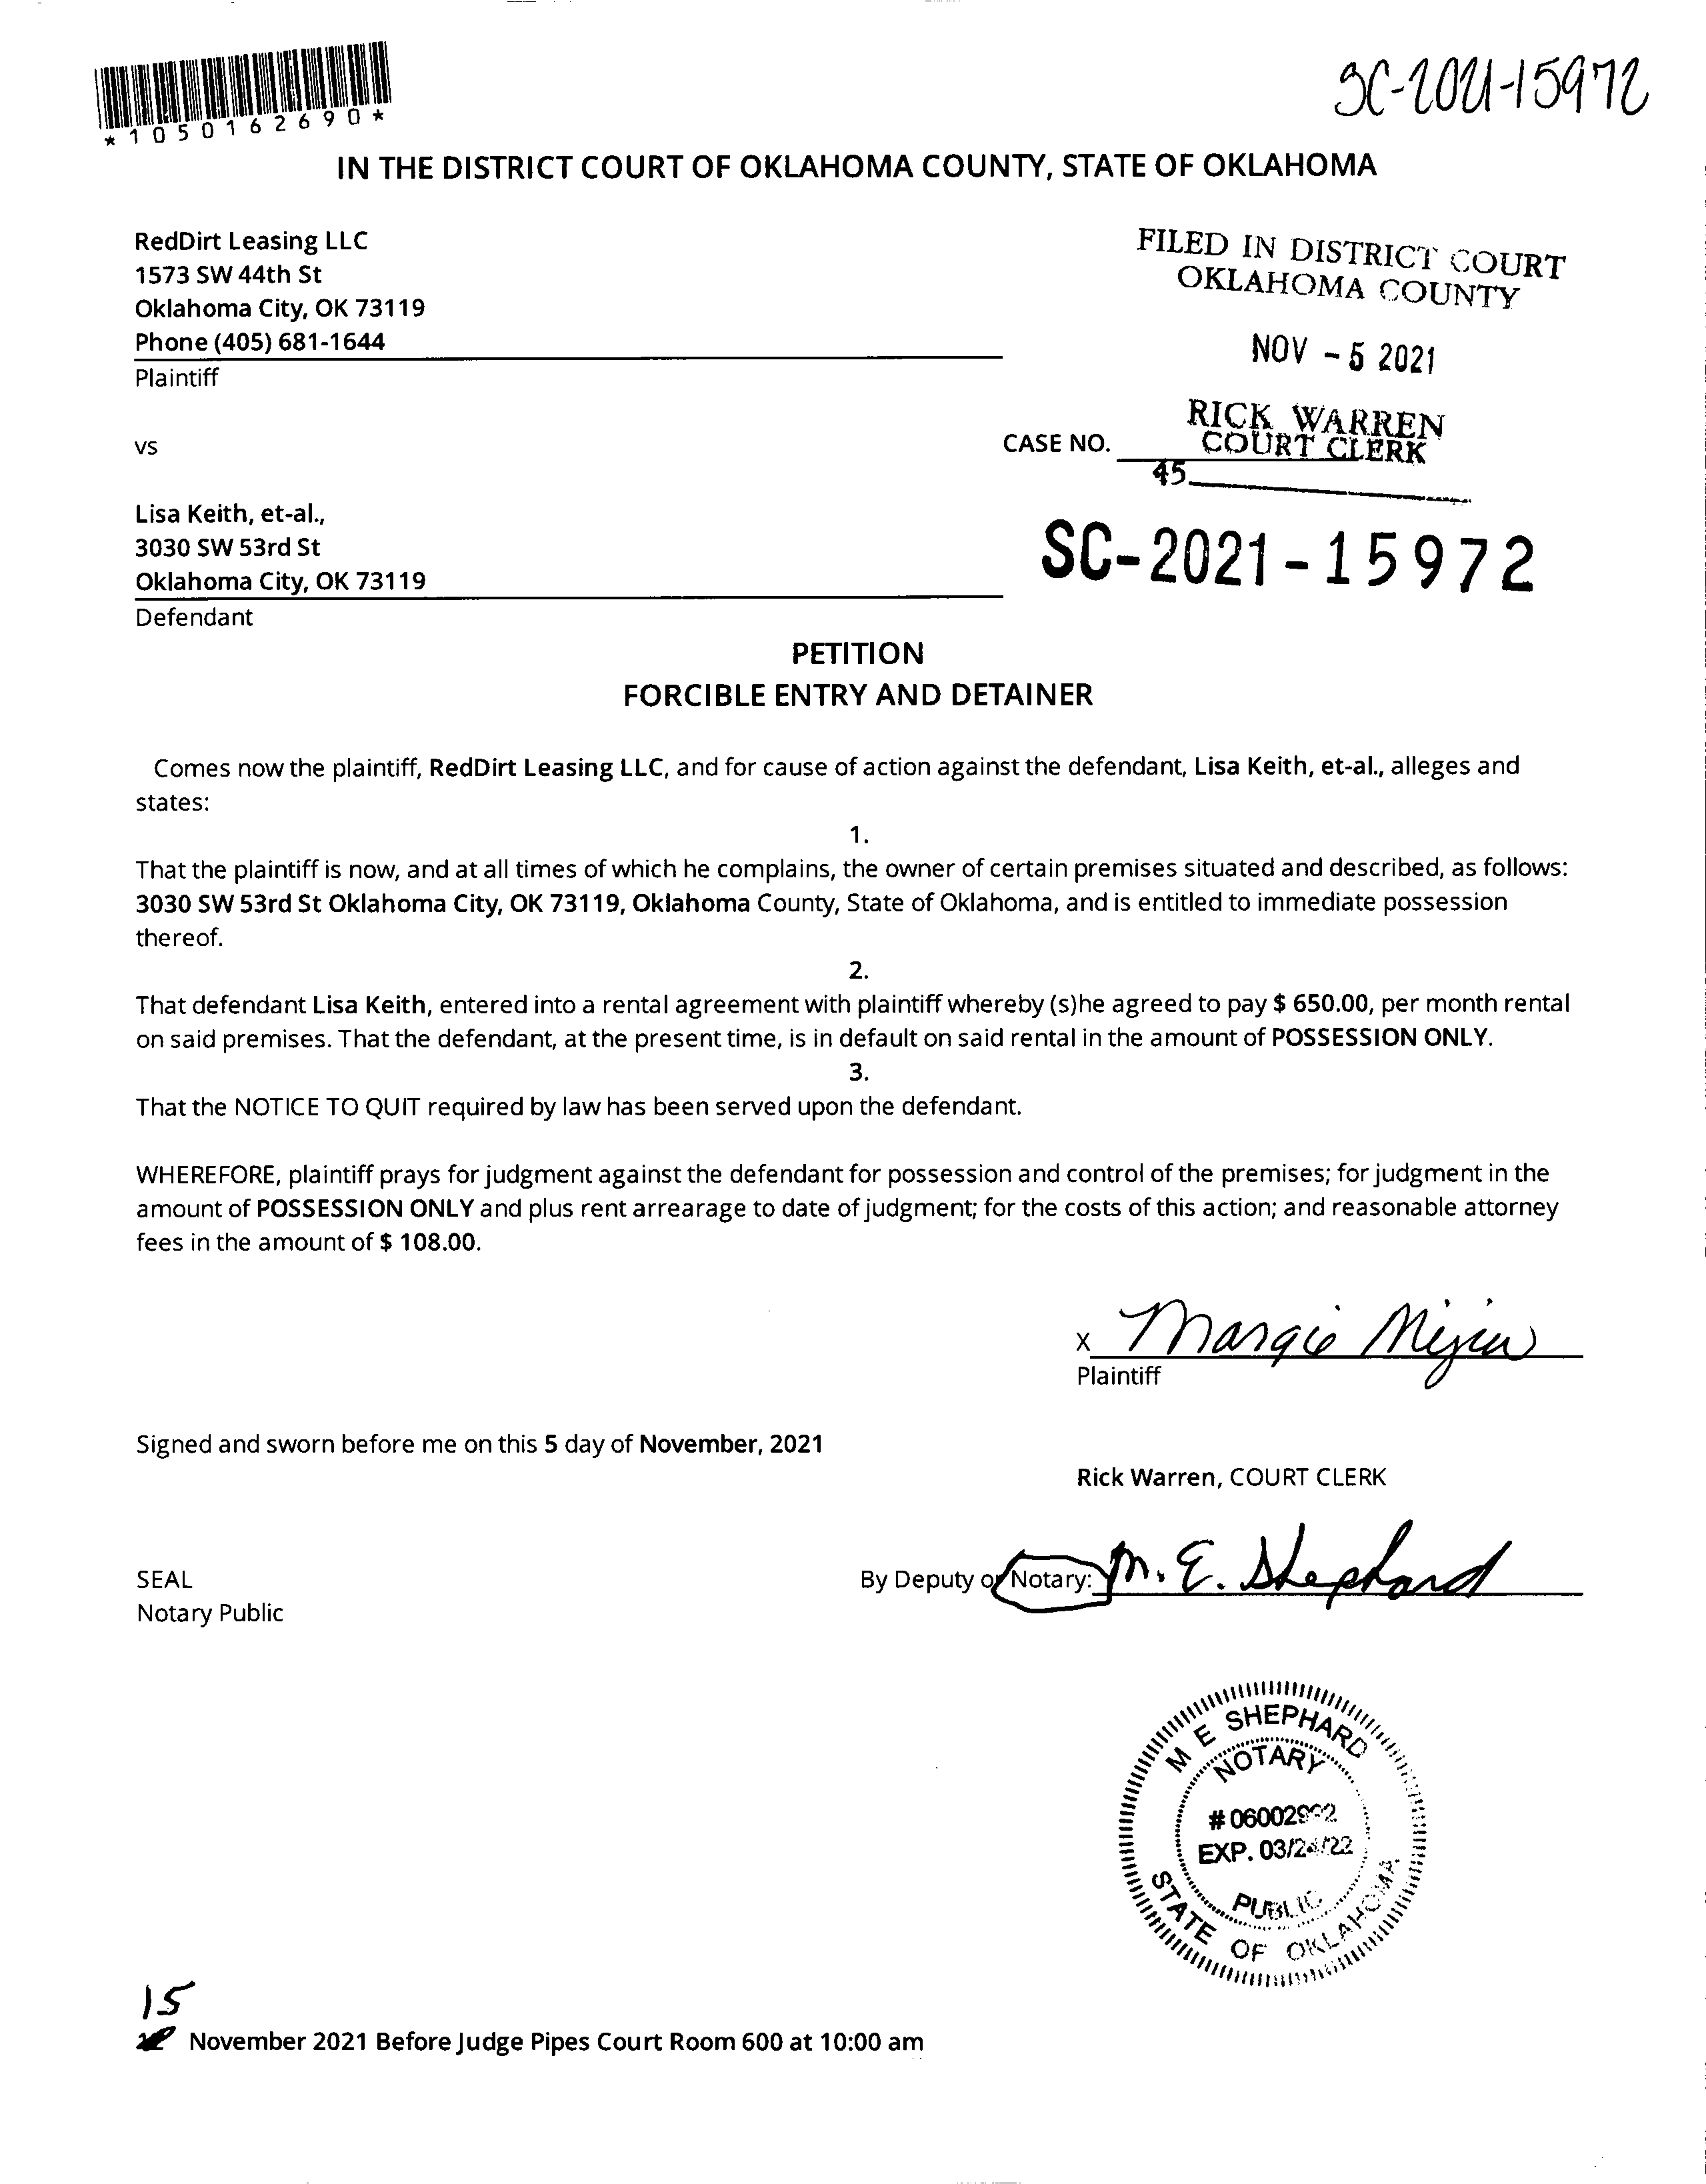 *1050162690*
SC-2021-15972
IN THE DISTRICT COURT OF OKLAHOMA COUNTY, STATE OF OKLAHOMA
RedDirt Leasing LLC
1573 SW 44th St
Oklahoma City, OK 73119
Phone (405) 681-1644
Plaintiff
FILED IN DISTRICT COURT
OKLAHOMA COUNTY
NOV - 5 2021
RICK WARREN
COURT CLERK
45
vs
CASE NO.
Lisa Keith, et-al.,
3030 SW 53rd St
Oklahoma City, OK 73119
Defendant
SC-2021-15972
PETITION
FORCIBLE ENTRY AND DETAINER
Comes now the plaintiff, RedDirt Leasing LLC, and for cause of action against the defendant, Lisa Keith, et-al., alleges and
states:
1.
That the plaintiff is now, and at all times of which he complains, the owner of certain premises situated and described, as follows:
3030 SW 53rd St Oklahoma City, OK 73119, Oklahoma County, State of Oklahoma, and is entitled to immediate possession
thereof.
2.
That defendant Lisa Keith, entered into a rental agreement with plaintiff whereby (s)he agreed to pay $ 650.00, per month rental
on said premises. That the defendant, at the present time, is in default on said rental in the amount of POSSESSION ONLY.
3.
That the NOTICE TO QUIT required by law has been served upon the defendant.
WHEREFORE, plaintiff prays for judgment against the defendant for possession and control of the premises; for judgment in the
amount of POSSESSION ONLY and plus rent arrearage to date of judgment; for the costs of this action; and reasonable attorney
fees in the amount of $ 108.00.
X Margie Mejia
Plaintiff
Signed and sworn before me on this 5 day of November, 2021
Rick Warren, COURT CLERK
SEAL
By Deputy or Notary: M. E. Shephard
Notary Public
M E SHEPHARD
NOTARY
EXP.
PUBLIC
STATE OF OKLAHOMA
15
November 2021 Before Judge Pipes Court Room 600 at 10:00 am